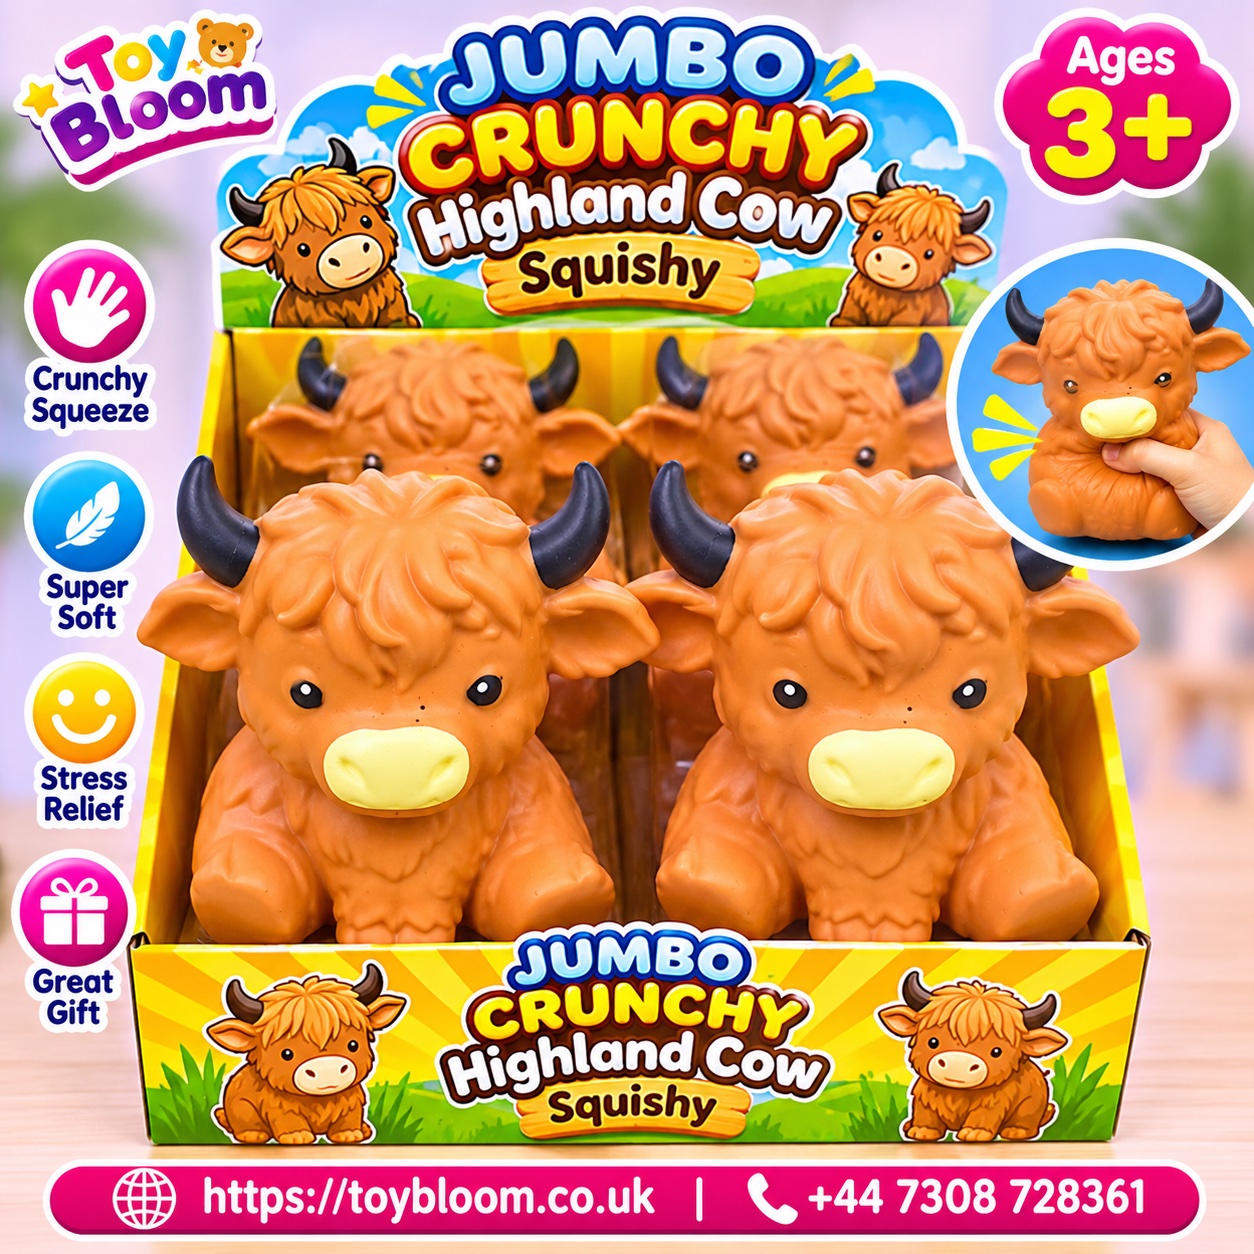 Toy
Bloom
JUMBO
CRUNCHY
Highland Cow
Squishy
Ages
3+
Crunchy
Squeeze
Super
Soft
Stress
Relief
Great
Gift
JUMBO
CRUNCHY
Highland Cow
Squishy
https://toybloom.co.uk | +44 7308 728361